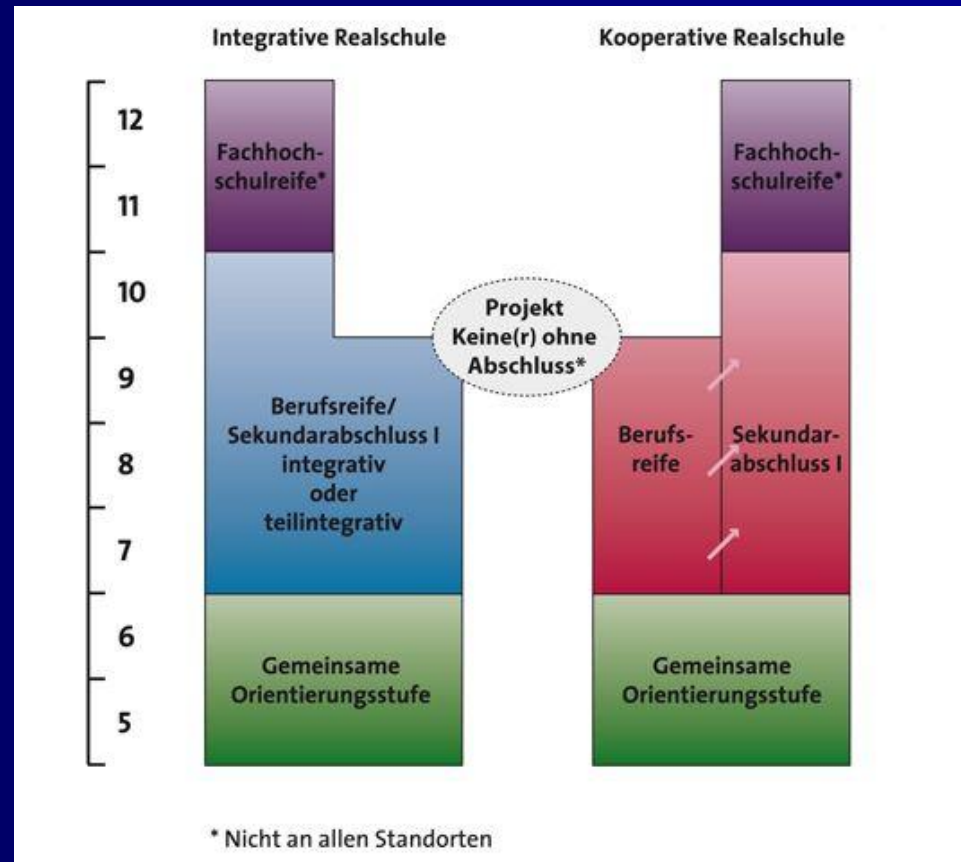 Integrative Realschule
Kooperative Realschule
12
11
10
9
8
7
6
5
Fachhoch-
schulreife*
Fachhoch-
schulreife*
Projekt
Keine(r) ohne
Abschluss*
Berufsreife/
Sekundarabschluss I
integrativ
oder
teilintegrativ
Berufs-
reife
Sekundar-
abschluss I
Gemeinsame
Orientierungsstufe
Gemeinsame
Orientierungsstufe
* Nicht an allen Standorten